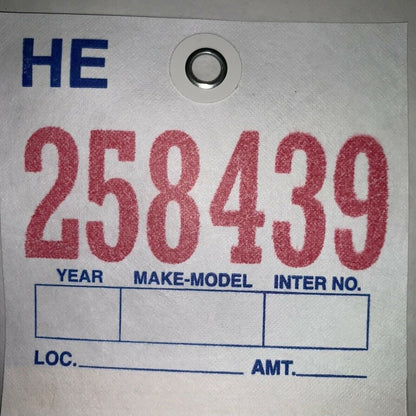 HE
258439
YEAR MAKE-MODEL INTER NO.
LOC. AMT.